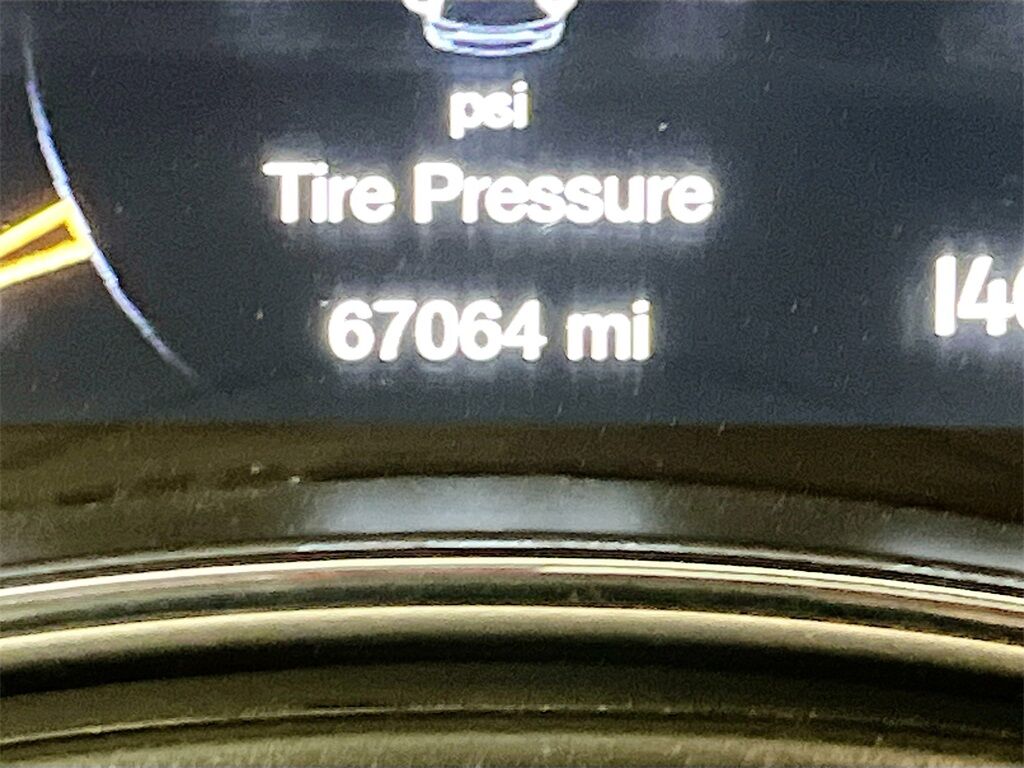 psi
Tire Pressure
67064 mi